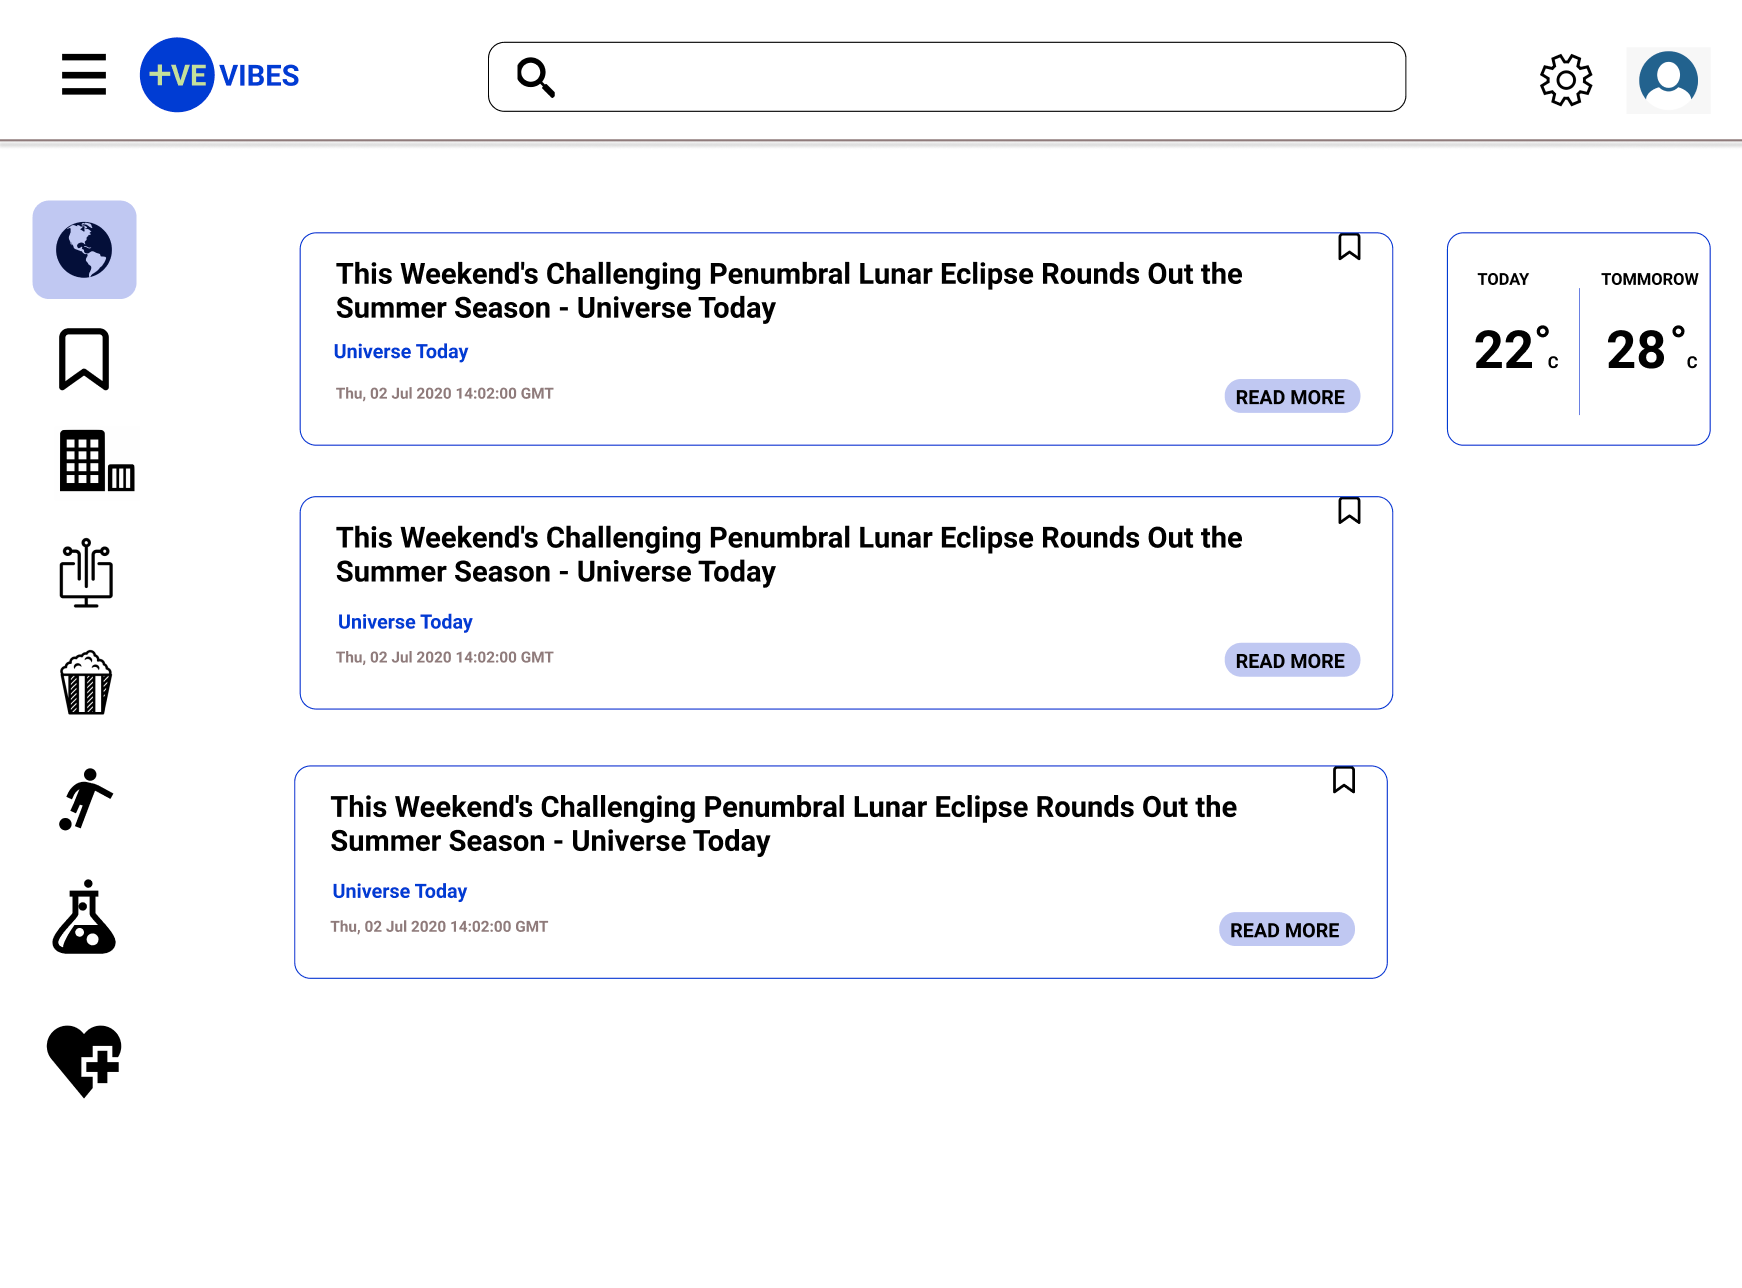 +VE VIBES
This Weekend's Challenging Penumbral Lunar Eclipse Rounds Out the
Summer Season - Universe Today
Universe Today
Thu, 02 Jul 2020 14:02:00 GMT
READ MORE
TODAY
TOMMOROW
22°C
28°C
This Weekend's Challenging Penumbral Lunar Eclipse Rounds Out the
Summer Season - Universe Today
Universe Today
Thu, 02 Jul 2020 14:02:00 GMT
READ MORE
This Weekend's Challenging Penumbral Lunar Eclipse Rounds Out the
Summer Season - Universe Today
Universe Today
Thu, 02 Jul 2020 14:02:00 GMT
READ MORE